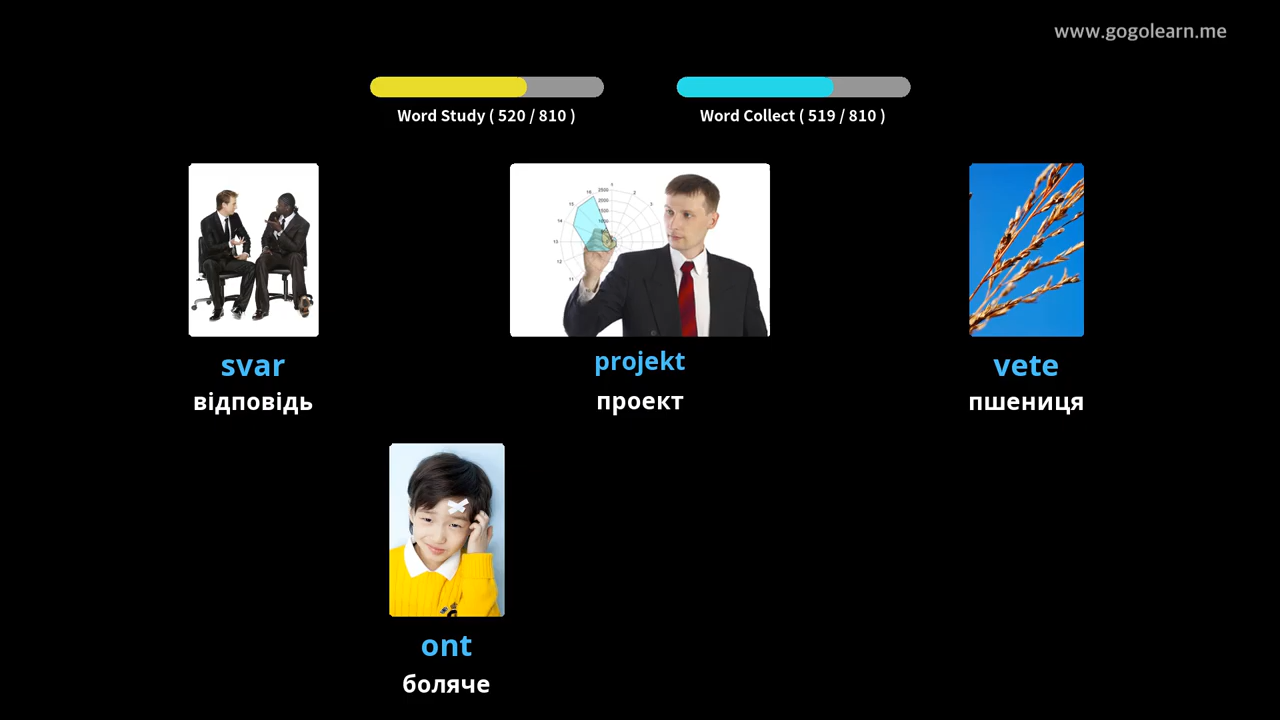 www.gogolearn.me
Word Study ( 520 / 810 )
Word Collect ( 519 / 810 )
svar
відповідь
projekt
проект
vete
пшениця
ont
боляче